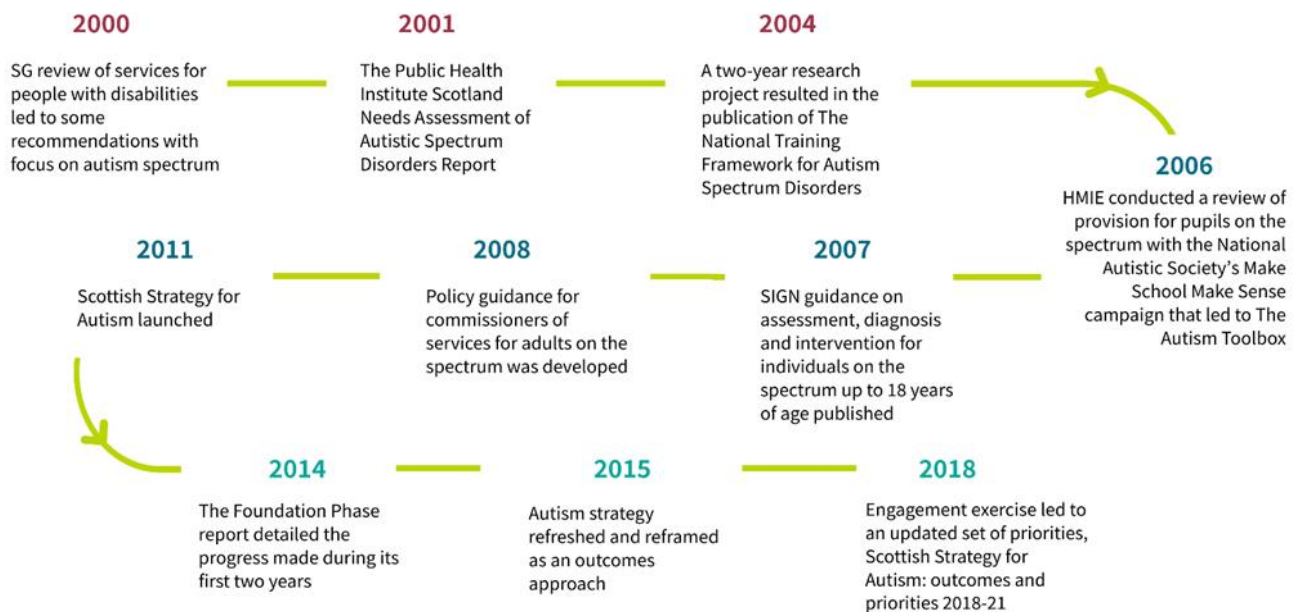 2000
SG review of services for
people with disabilities
led to some
recommendations with
focus on autism spectrum
2001
The Public Health
Institute Scotland
Needs Assessment of
Autistic Spectrum
Disorders Report
2004
A two-year research
project resulted in the
publication of The
National Training
Framework for Autism
Spectrum Disorders
2006
HMIE conducted a review of
provision for pupils on the
spectrum with the National
Autistic Society’s Make
School Make Sense
campaign that led to The
Autism Toolbox
2007
SIGN guidance on
assessment, diagnosis
and intervention for
individuals on the
spectrum up to 18 years
of age published
2008
Policy guidance for
commissioners of
services for adults on the
spectrum was developed
2011
Scottish Strategy for
Autism launched
2014
The Foundation Phase
report detailed the
progress made during its
first two years
2015
Autism strategy
refreshed and reframed
as an outcomes
approach
2018
Engagement exercise led to
an updated set of priorities,
Scottish Strategy for
Autism: outcomes and
priorities 2018-21